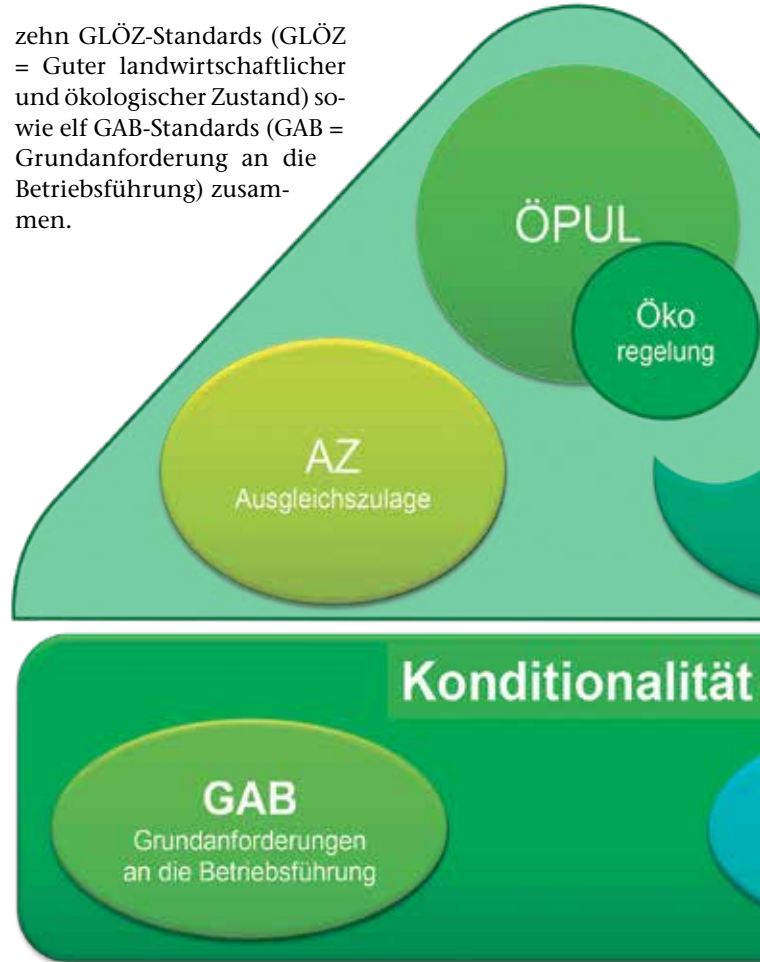 zehn GLÖZ-Standards (GLÖZ
= Guter landwirtschaftlicher
und ökologischer Zustand) so-
wie elf GAB-Standards (GAB =
Grundanforderung an die
Betriebsführung) zusam-
men.
ÖPUL
Öko
regelung
AZ
Ausgleichszulage
Konditionalität
GAB
Grundanforderungen
an die Betriebsführung